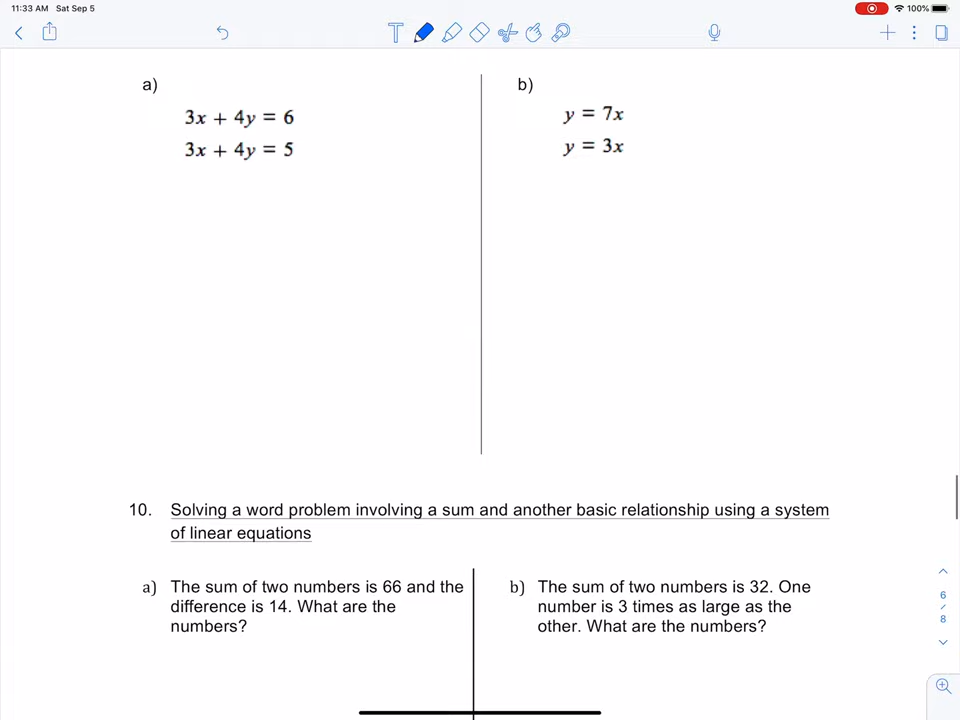 11:33 AM Sat Sep 5
100%
a)
3x + 4y = 6
3x + 4y = 5
b)
y = 7x
y = 3x
10. Solving a word problem involving a sum and another basic relationship using a system
of linear equations
a) The sum of two numbers is 66 and the
difference is 14. What are the
numbers?
b) The sum of two numbers is 32. One
number is 3 times as large as the
other. What are the numbers?
6
/
8